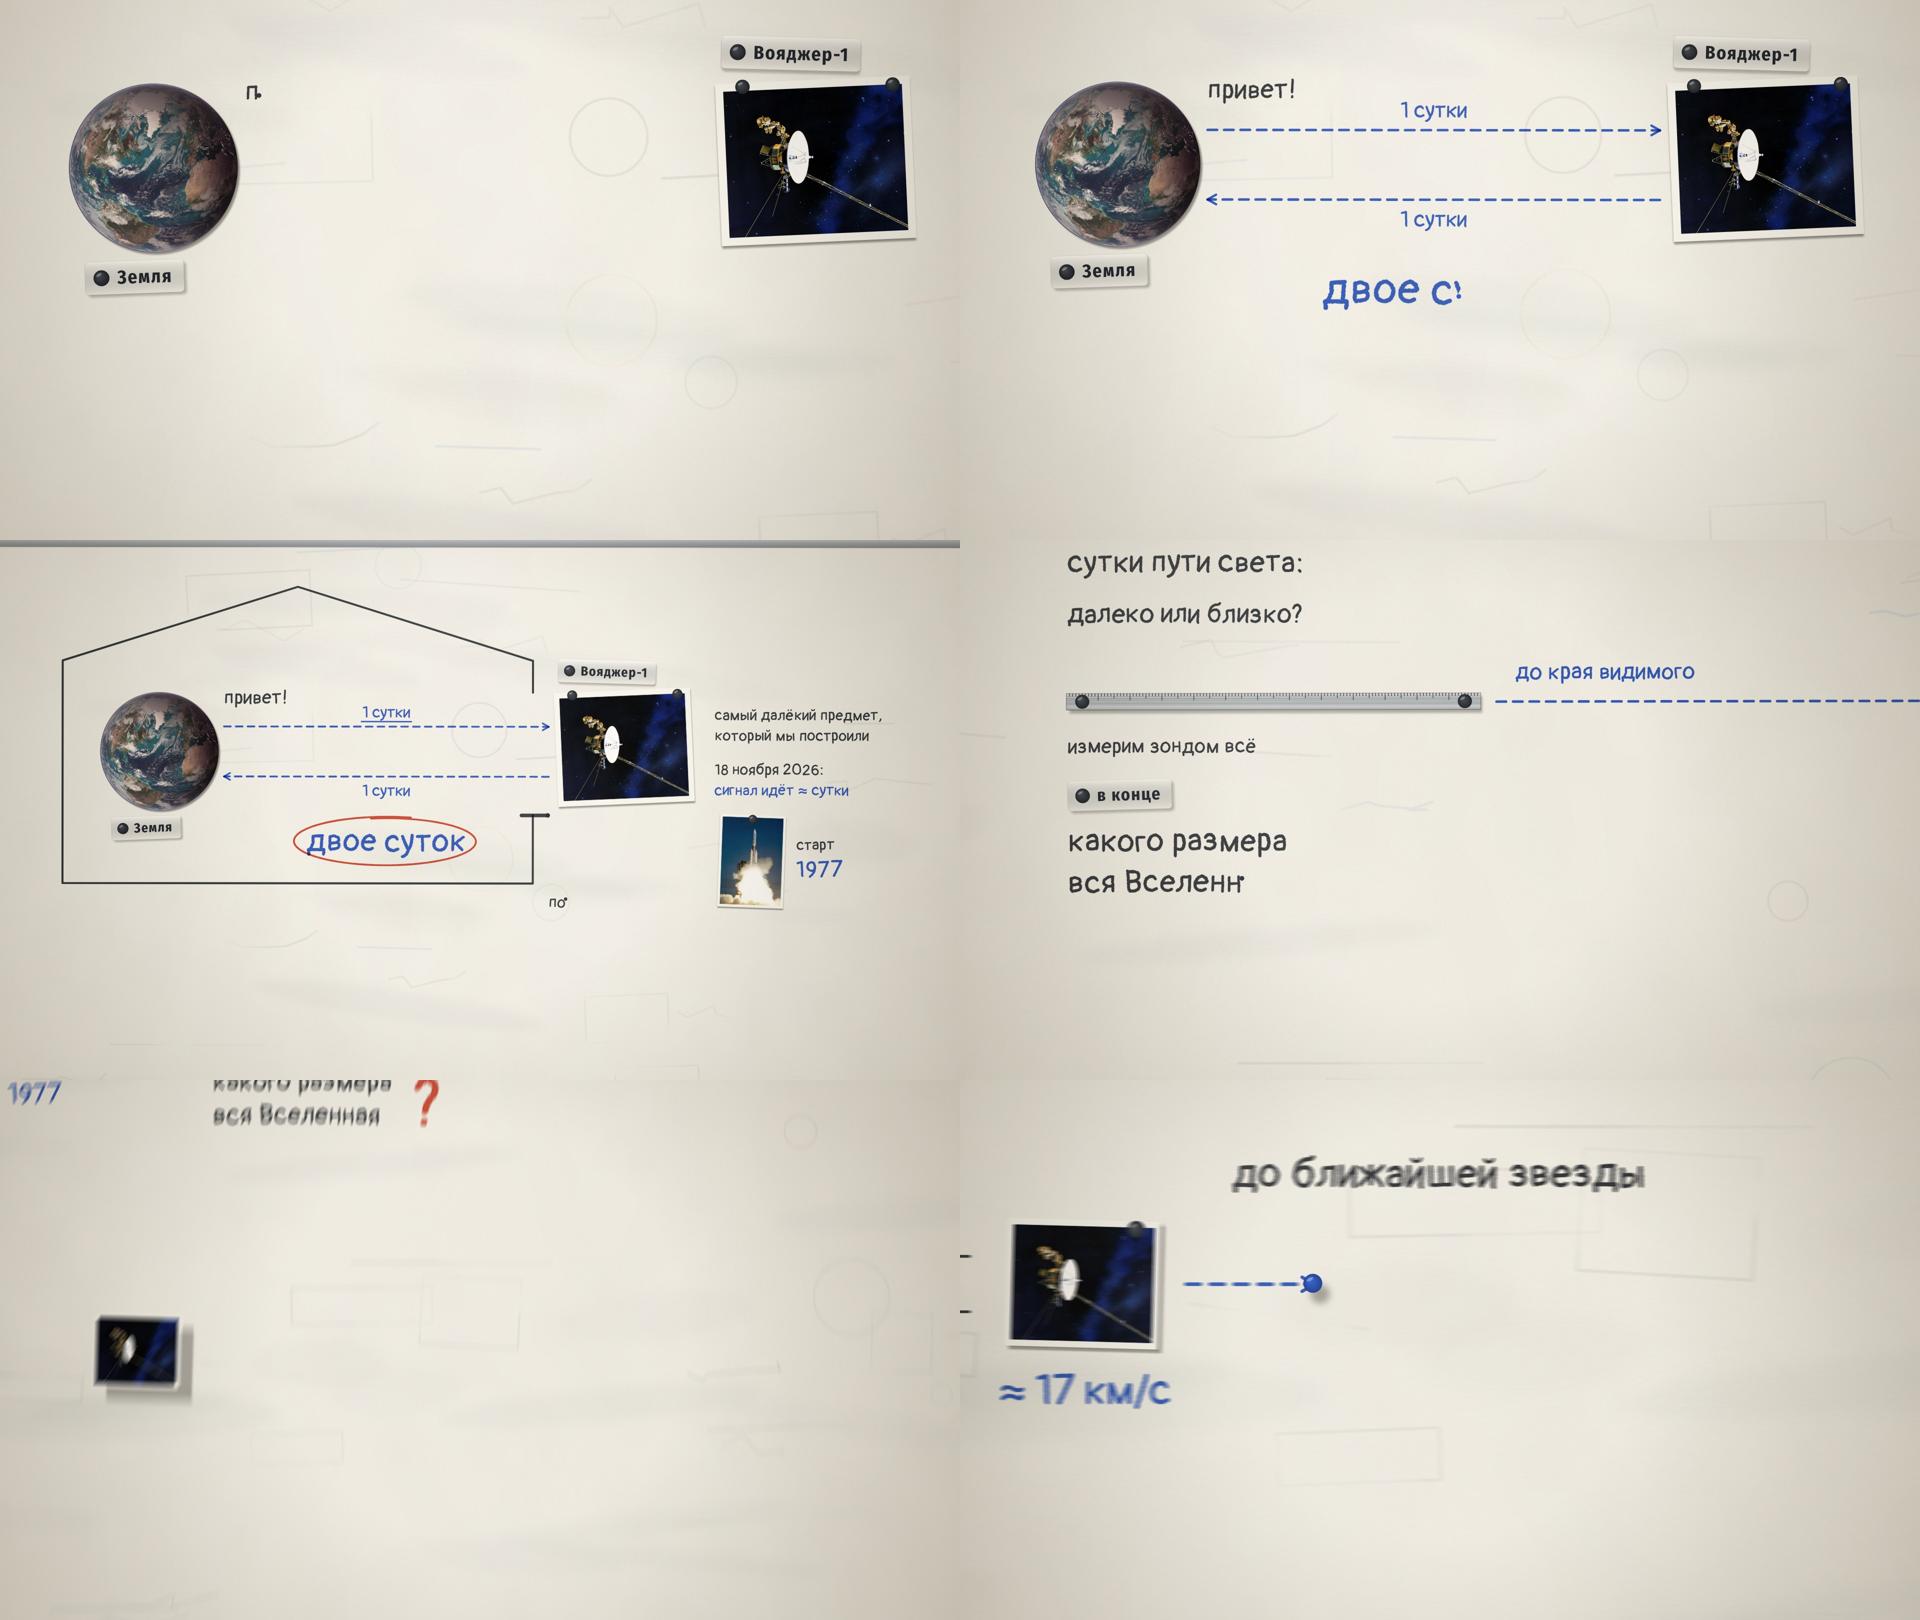 Вояджер-1
п
Земля
Вояджер-1
привет!
1 сутки
1 сутки
Земля
двое с
Вояджер-1
привет!
1 сутки
самый далёкий предмет,
который мы построили
18 ноября 2026:
1 сутки
сигнал идёт ≈ сутки
Земля
двое суток
старт
1977
по
сутки пути света:
далеко или близко?
до края видимого
измерим зондом всё
в конце
какого размера
вся Вселенн
1977
какого размера
вся Вселенная ?
до ближайшей звезды
≈ 17 км/с